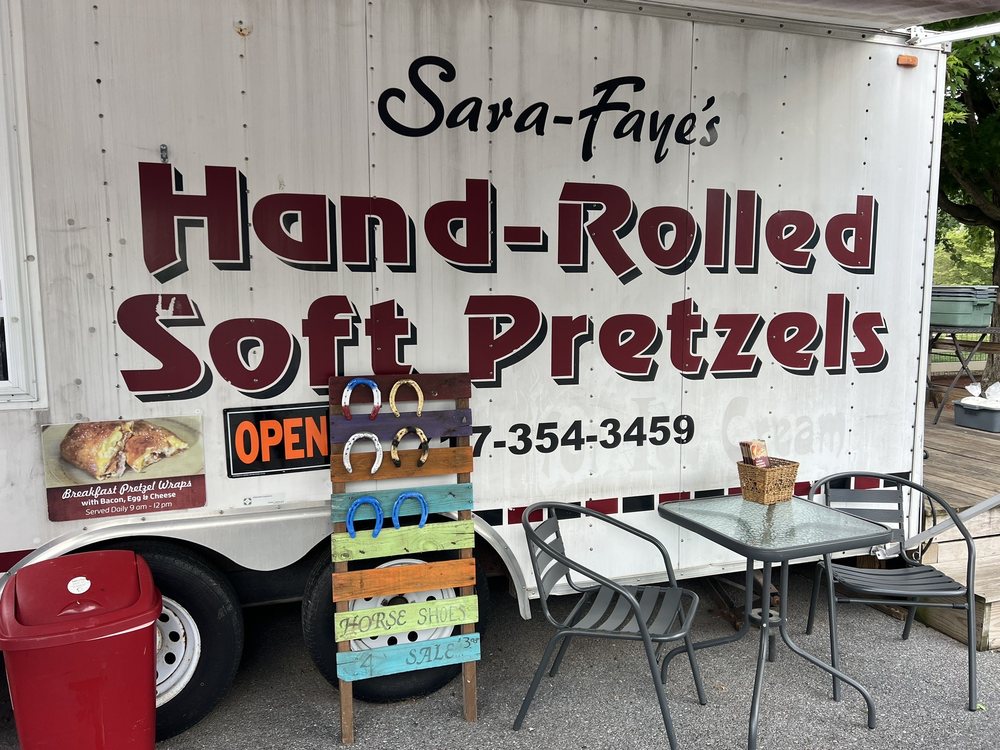 Sara-Faye's
Hand-Rolled
Soft Pretzels
OPEN
7-354-3459
Cream
Breakfast Pretzel Wraps
with Bacon, Egg & Cheese
Served Daily 9 am - 12 pm
HORSE SHOES
4 SALE